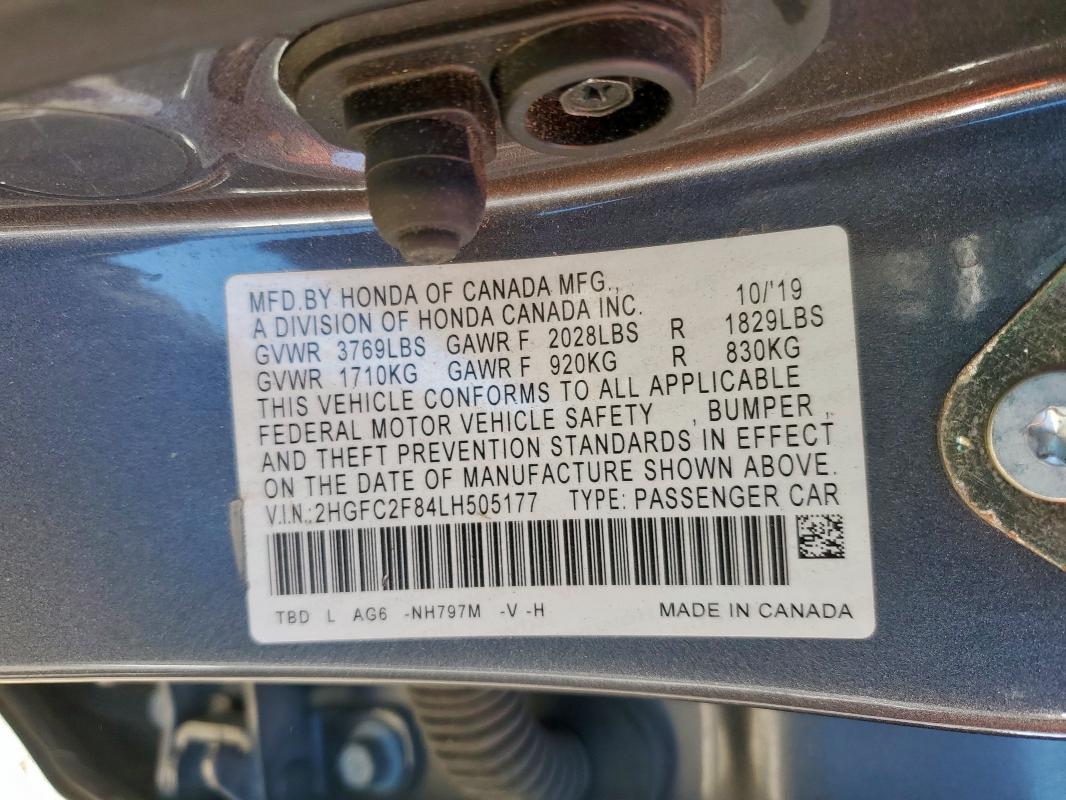 MFD.BY HONDA OF CANADA MFG., 10/'19
A DIVISION OF HONDA CANADA INC.
GVWR 3769LBS GAWR F 2028LBS R 1829LBS
GVWR 1710KG GAWR F 920KG R 830KG
THIS VEHICLE CONFORMS TO ALL APPLICABLE
FEDERAL MOTOR VEHICLE SAFETY , BUMPER ,
AND THEFT PREVENTION STANDARDS IN EFFECT
ON THE DATE OF MANUFACTURE SHOWN ABOVE.
V.I.N.:2HGFC2F84LH505177 TYPE: PASSENGER CAR
TBD L AG6 -NH797M -V -H MADE IN CANADA